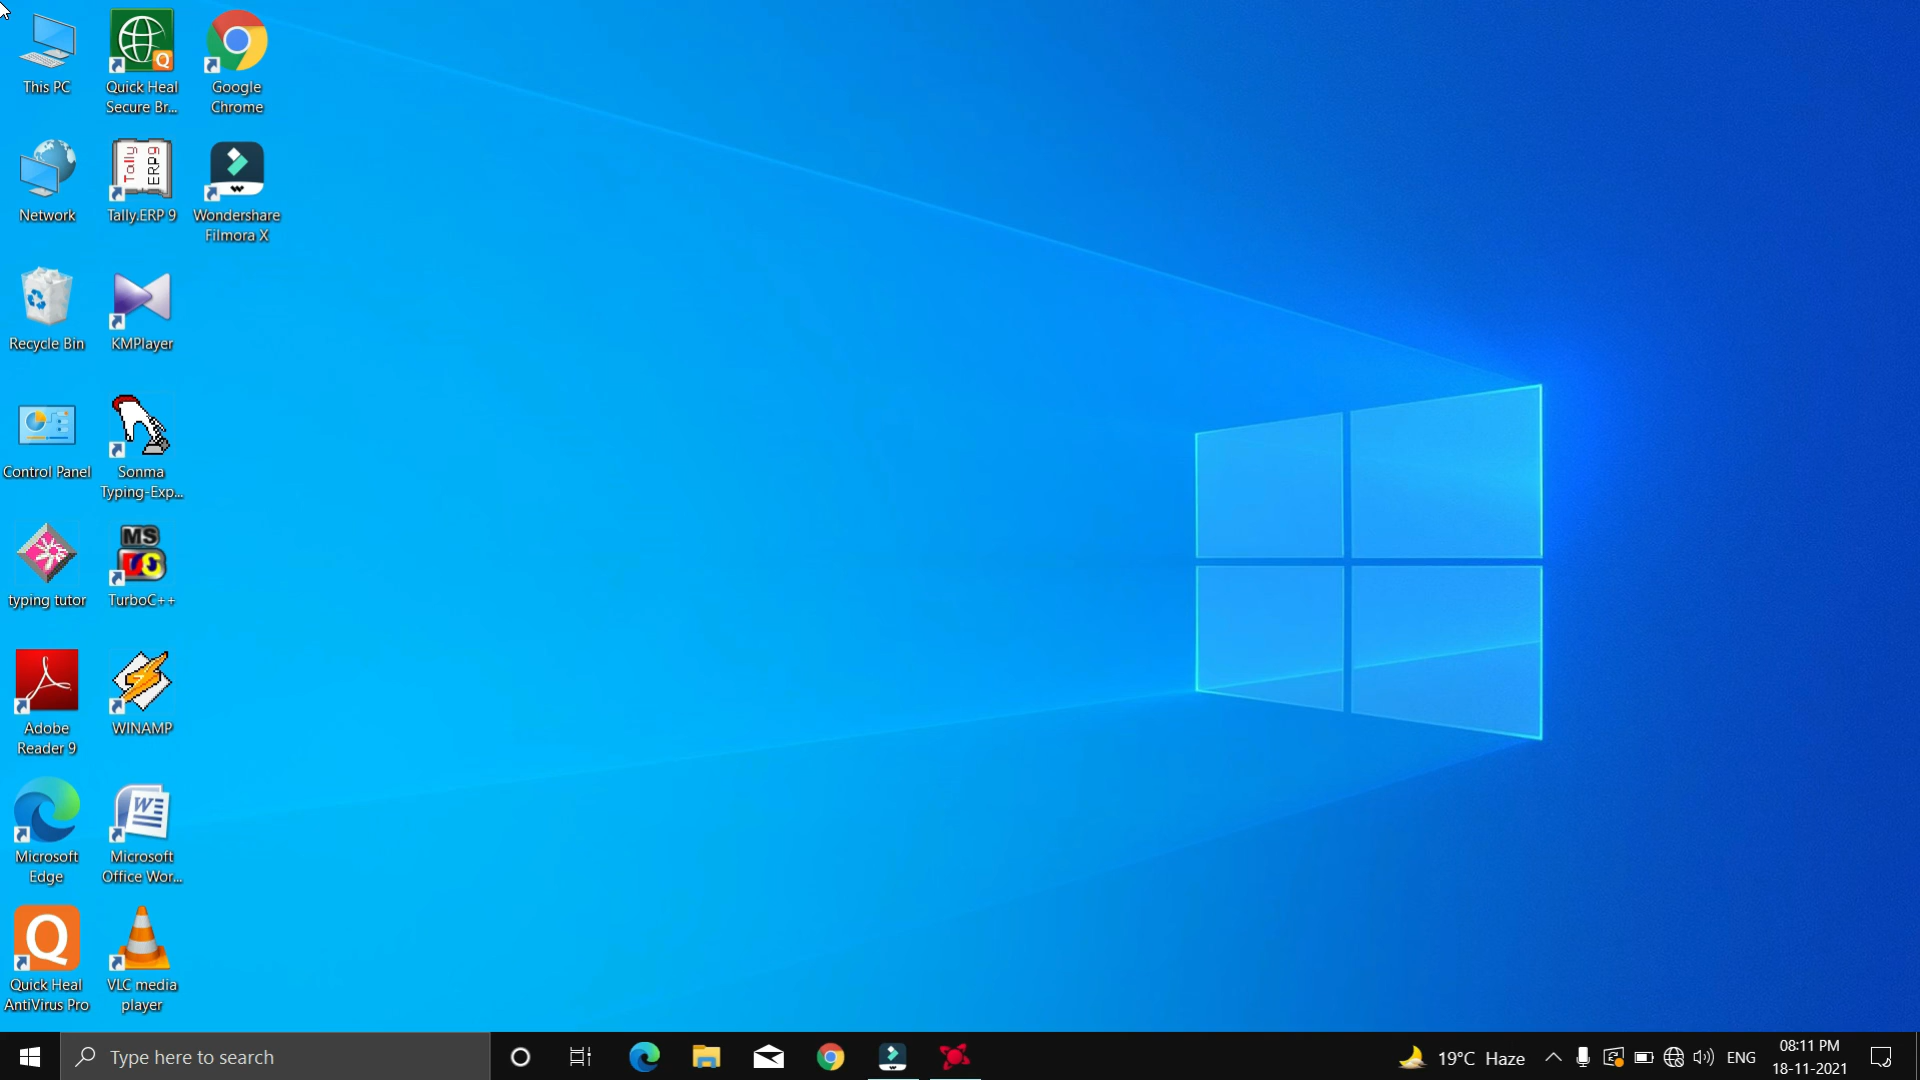 This PC
Quick Heal
Secure Br...
Google
Chrome
Network
Tally
ERP9
Tally.ERP 9
Wondershare
Filmora X
Recycle Bin
KMPlayer
Control Panel
Sonma
Typing-Exp...
typing tutor
MS
TurboC++
Adobe
Reader 9
WINAMP
Microsoft
Edge
W
Microsoft
Office Wor...
Q
Quick Heal
AntiVirus Pro
VLC media
player
Type here to search
19°C Haze
ENG
08:11 PM
18-11-2021